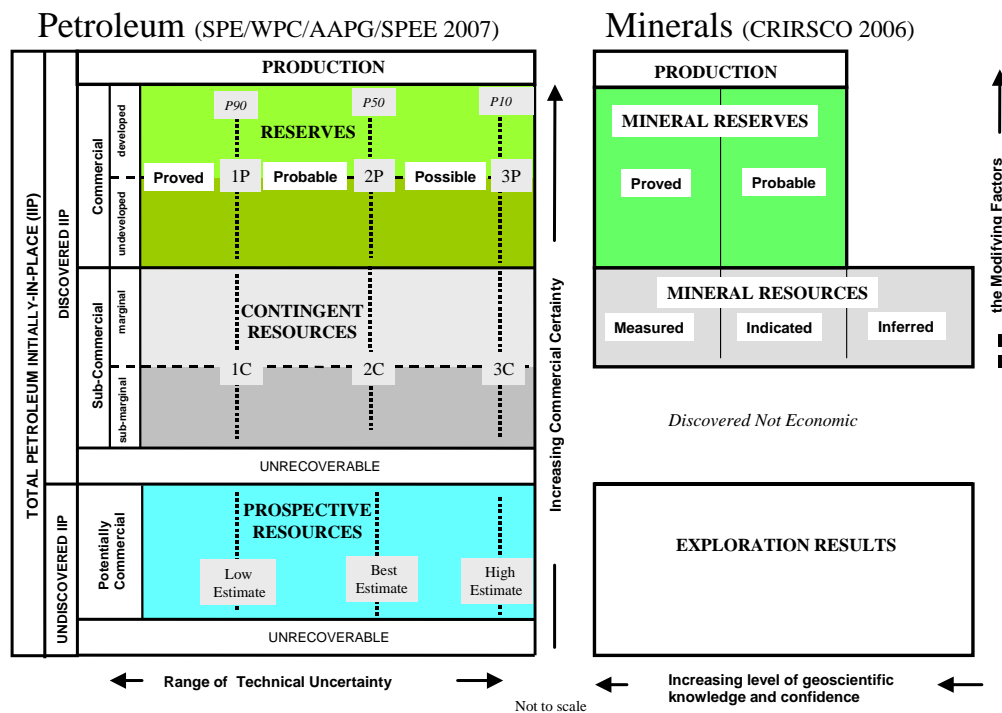 Petroleum (SPE/WPC/AAPG/SPEE 2007)
TOTAL PETROLEUM INITIALLY-IN-PLACE (IIP)
DISCOVERED IIP
UNDISCOVERED IIP
Commercial
Sub-Commercial
Potentially
Commercial
developed
undeveloped
marginal
sub-marginal
PRODUCTION
P90 P50 P10
RESERVES
Proved 1P Probable 2P Possible 3P
CONTINGENT
RESOURCES
1C 2C 3C
UNRECOVERABLE
PROSPECTIVE
RESOURCES
Low
Estimate
Best
Estimate
High
Estimate
UNRECOVERABLE
Range of Technical Uncertainty
Increasing Commercial Certainty
Not to scale
Minerals (CRIRSCO 2006)
PRODUCTION
MINERAL RESERVES
Proved Probable
MINERAL RESOURCES
Measured Indicated Inferred
Discovered Not Economic
EXPLORATION RESULTS
Increasing level of geoscientific
knowledge and confidence
the Modifying Factors